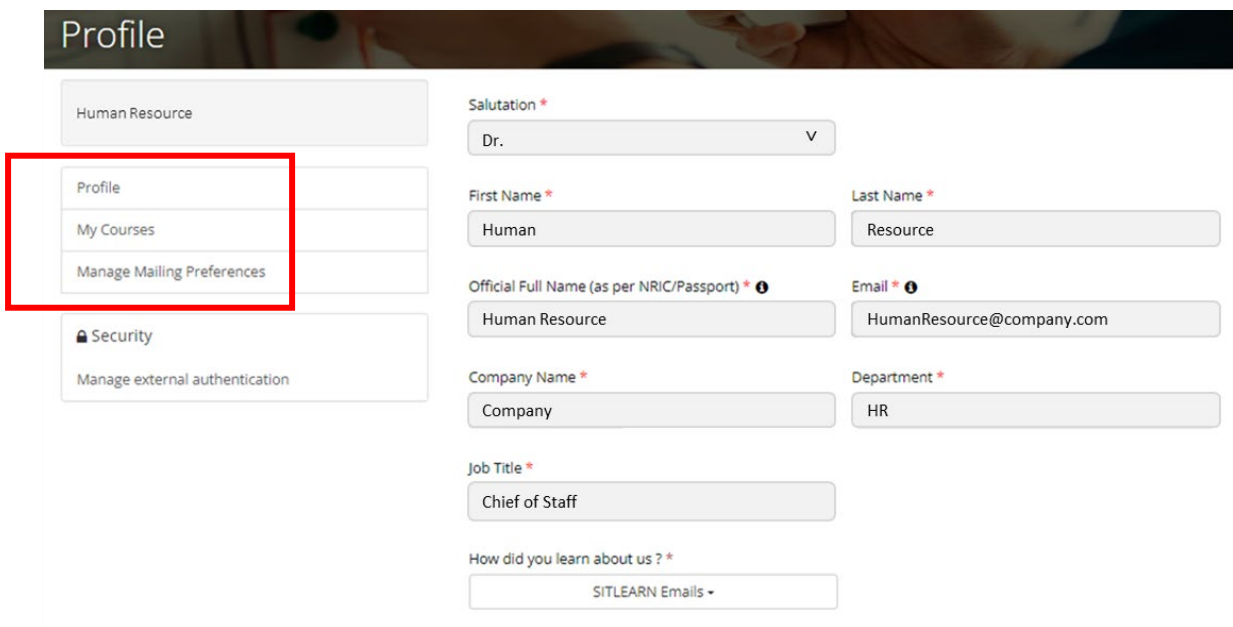 Profile
Human Resource
Profile
My Courses
Manage Mailing Preferences
Security
Manage external authentication
Salutation *
Dr. V
First Name * Last Name *
Human Resource
Official Full Name (as per NRIC/Passport) * Email *
Human Resource HumanResource@company.com
Company Name * Department *
Company HR
Job Title *
Chief of Staff
How did you learn about us ? *
SITLEARN Emails